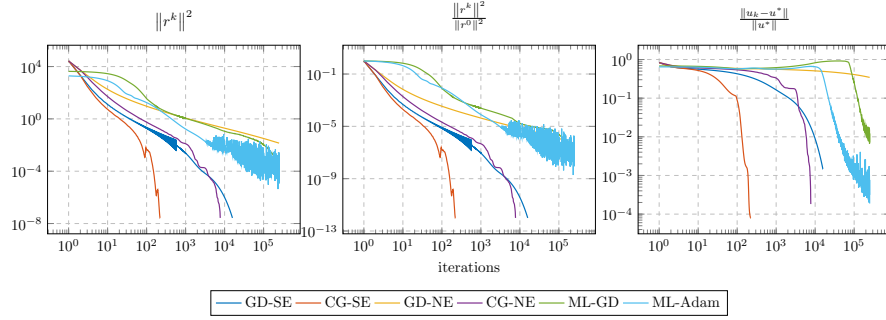 ‖r^k‖² ‖r^k‖²/‖r^0‖² ‖u_k−u*‖/‖u*‖
10^4 10^0 10^−4 10^−8
10^0 10^1 10^2 10^3 10^4 10^5
10^−1 10^−5 10^−9 10^−13
10^0 10^1 10^2 10^3 10^4 10^5
10^0 10^−1 10^−2 10^−3 10^−4
10^0 10^1 10^2 10^3 10^4 10^5
iterations
GD-SE CG-SE GD-NE CG-NE ML-GD ML-Adam